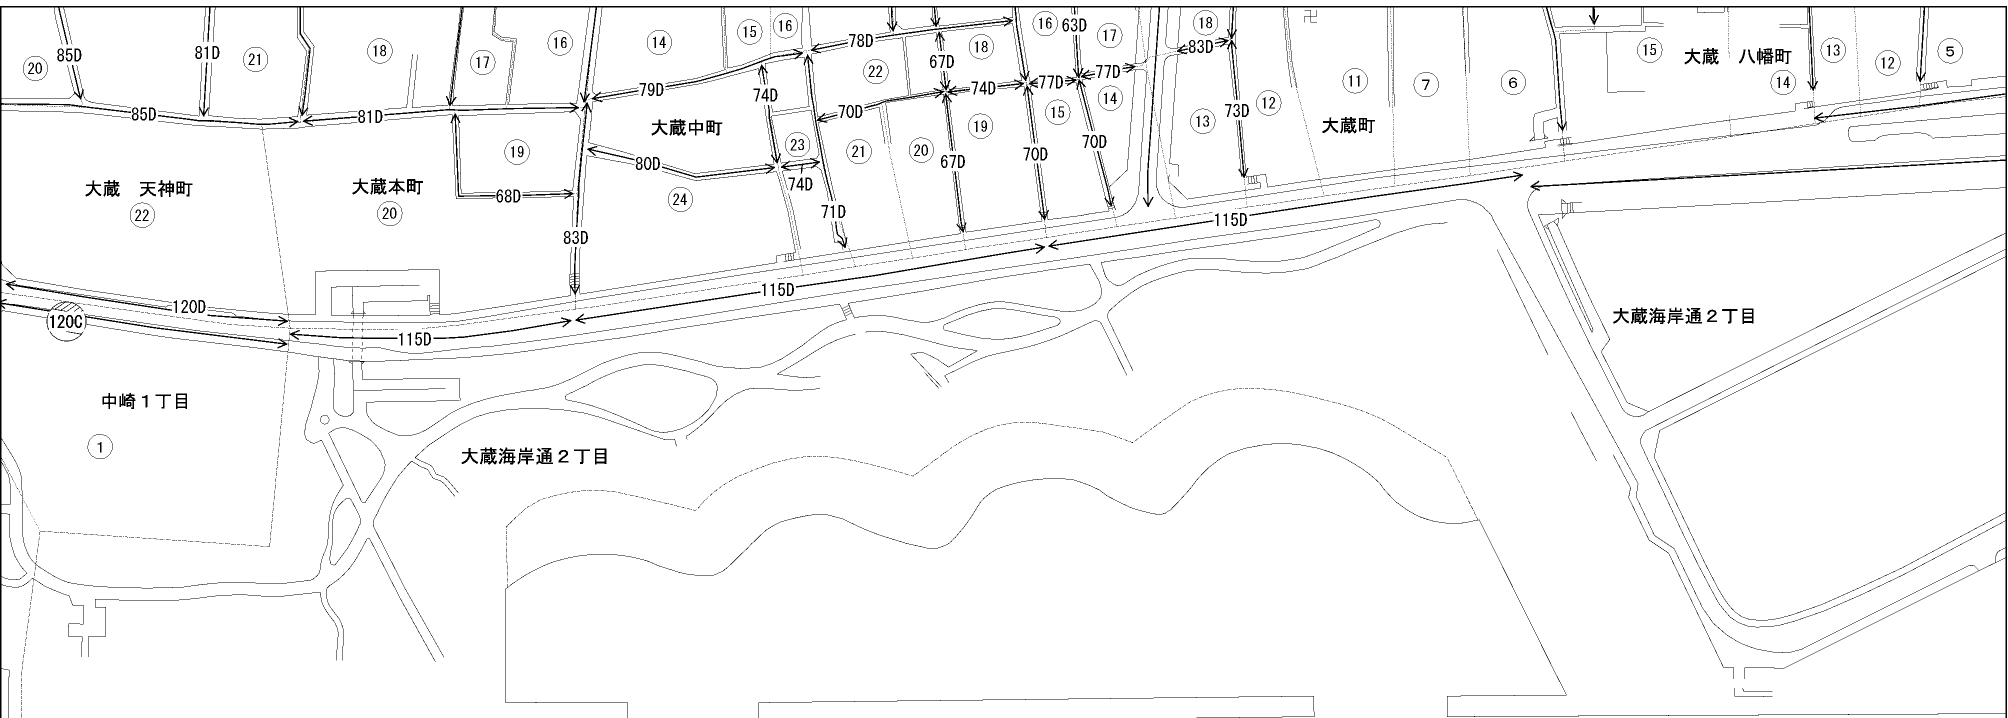 85D
81D
20
21
18
17
16
14
15
16
78D
18
16
63D
17
18
83D
67D
22
79D
74D
74D
77D
77D
14
15
11
7
6
15
大蔵 八幡町
14
13
12
5
85D
81D
70D
大蔵中町
19
13
73D
12
大蔵町
19
23
21
20
67D
70D
70D
80D
74D
大蔵 天神町
22
大蔵本町
20
68D
24
71D
83D
115D
115D
120D
120C
115D
大蔵海岸通2丁目
中崎1丁目
1
大蔵海岸通2丁目